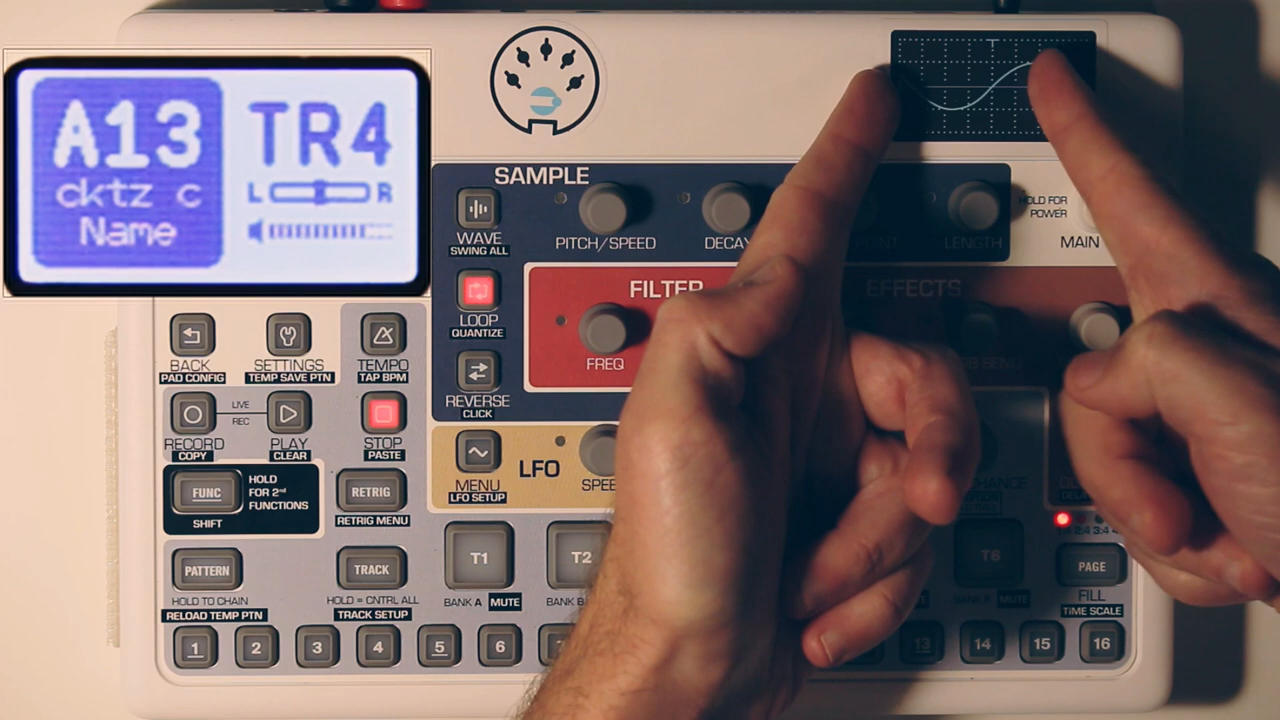 A13
cktz c
Name
TR4
L R
SAMPLE
WAVE
SWING ALL
PITCH/SPEED
DECAY
POINT
LENGTH
HOLD FOR
POWER
MAIN
LOOP
QUANTIZE
FILTER
EFFECTS
FREQ
BACK
PAD CONFIG
SETTINGS
TEMP SAVE PTN
TEMPO
TAP BPM
REVERSE
CLICK
LIVE
REC
RECORD
COPY
PLAY
CLEAR
STOP
PASTE
MENU
LFO SETUP
LFO
SPEE
FUNC
HOLD
FOR 2nd
FUNCTIONS
SHIFT
RETRIG
RETRIG MENU
PATTERN
HOLD TO CHAIN
RELOAD TEMP PTN
TRACK
HOLD = CNTRL ALL
TRACK SETUP
T1
BANK A MUTE
T2
BANK B
T6
MUTE
PAGE
FILL
TIME SCALE
1 2 3 4 5 6 7 13 14 15 16